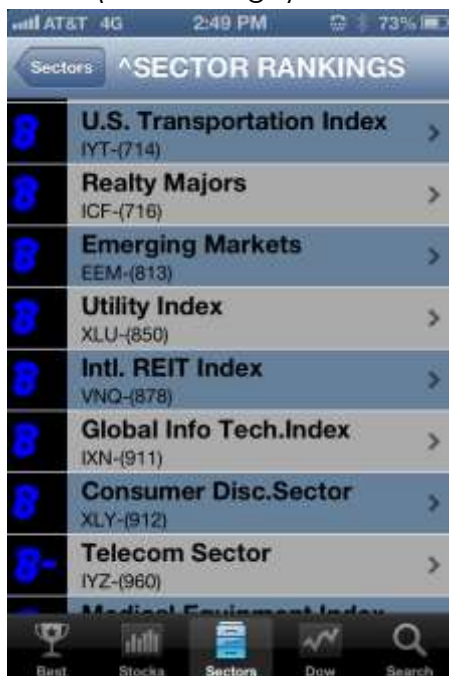 AT&T 4G 2:49 PM 73%
Sectors ^SECTOR RANKINGS
8 U.S. Transportation Index
IYT-(714)
8 Realty Majors
ICF-(716)
8 Emerging Markets
EEM-(813)
8 Utility Index
XLU-(850)
8 Intl. REIT Index
VNQ-(878)
8 Global Info Tech.Index
IXN-(911)
8 Consumer Disc.Sector
XLY-(912)
8- Telecom Sector
IYZ-(960)
Medical Equipment Index
Best Stocks Sectors Dow Search